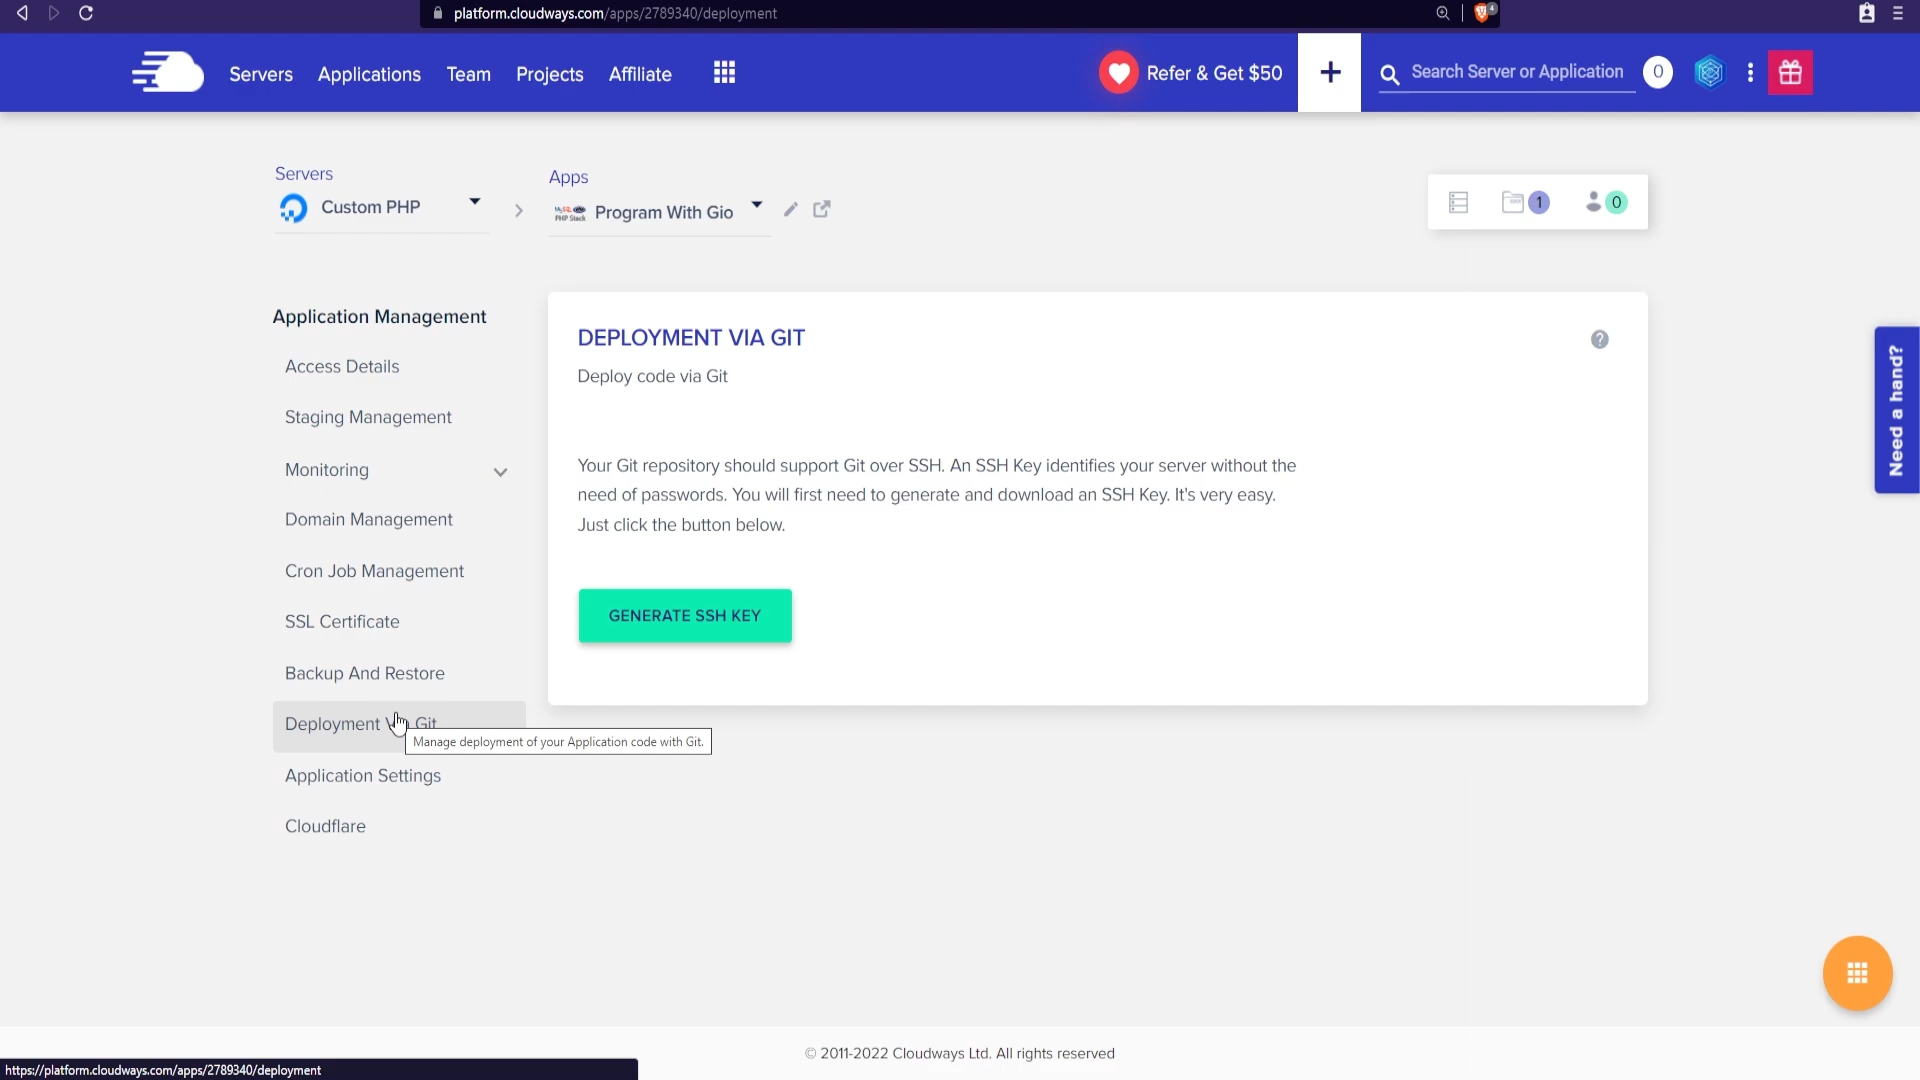 platform.cloudways.com/apps/2789340/deployment
4
Servers
Applications
Team
Projects
Affiliate
Refer & Get $50
+
Search Server or Application
0
Servers
Custom PHP
Apps
Program With Gio
1
0
Application Management
Access Details
Staging Management
Monitoring
Domain Management
Cron Job Management
SSL Certificate
Backup And Restore
Deployment Via Git
Manage deployment of your Application code with Git.
Application Settings
Cloudflare
DEPLOYMENT VIA GIT
?
Deploy code via Git
Your Git repository should support Git over SSH. An SSH Key identifies your server without the
need of passwords. You will first need to generate and download an SSH Key. It's very easy.
Just click the button below.
GENERATE SSH KEY
Need a hand?
© 2011-2022 Cloudways Ltd. All rights reserved
https://platform.cloudways.com/apps/2789340/deployment